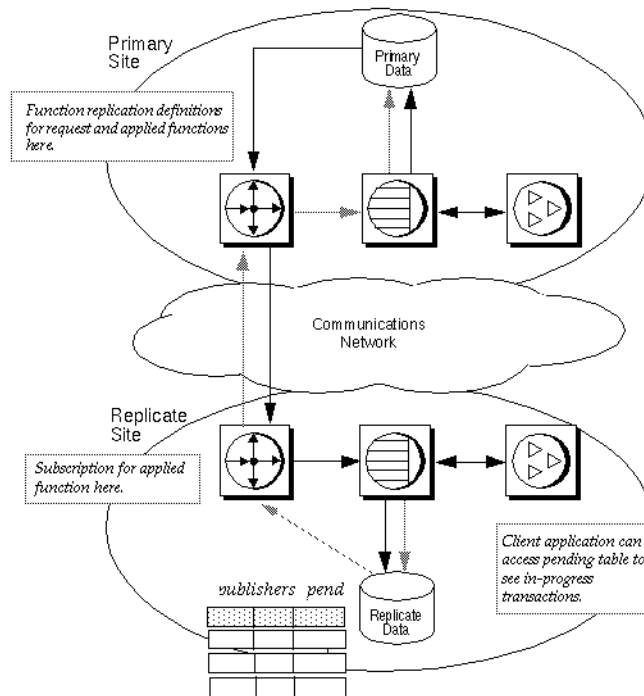 Primary
Site
Primary
Data
Function replication definitions
for request and applied functions
here.
Communications
Network
Replicate
Site
Subscription for applied
function here.
Client application can
access pending table to
see in-progress
transactions.
publishers pend
Replicate
Data